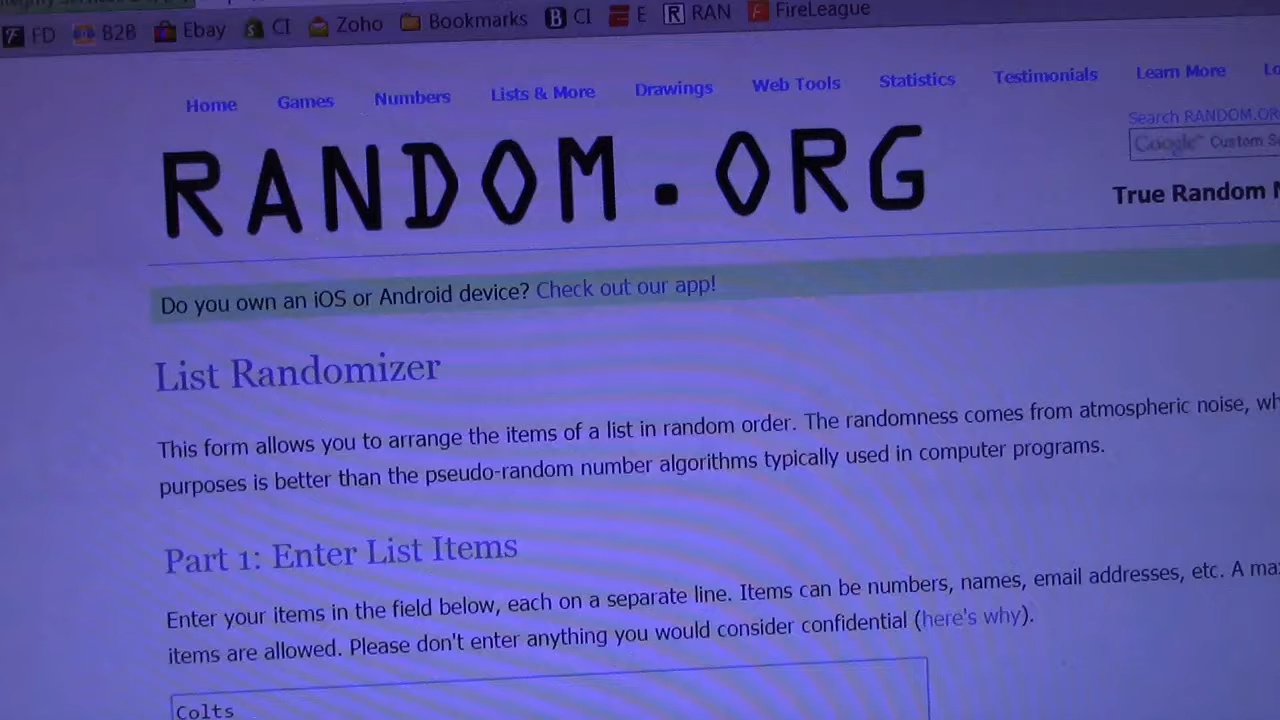 FD B2B Ebay CI Zoho Bookmarks CI E RAN FireLeague
Home Games Numbers Lists & More Drawings Web Tools Statistics Testimonials Learn More
Search RANDOM.OR
RANDOM.ORG
Google™ Custom
True Random
Do you own an iOS or Android device? Check out our app!
List Randomizer
This form allows you to arrange the items of a list in random order. The randomness comes from atmospheric noise, wh
purposes is better than the pseudo-random number algorithms typically used in computer programs.
Part 1: Enter List Items
Enter your items in the field below, each on a separate line. Items can be numbers, names, email addresses, etc. A ma
items are allowed. Please don't enter anything you would consider confidential (here's why).
Colts